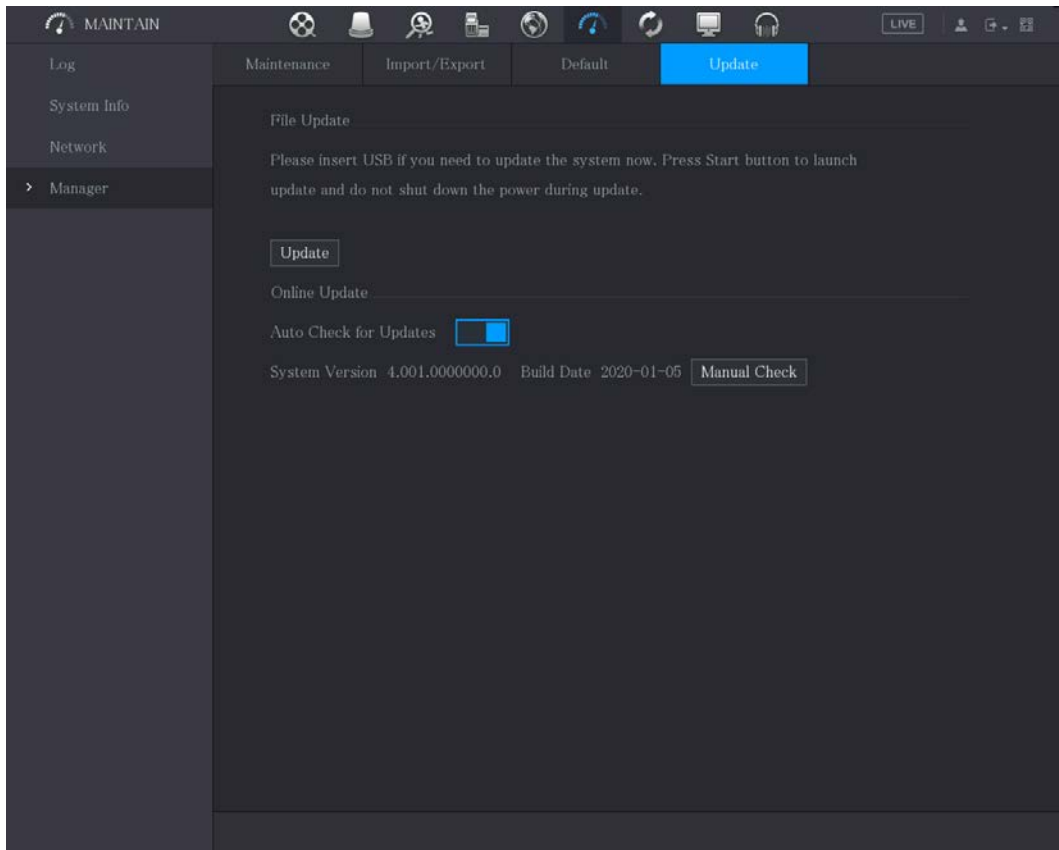 MAINTAIN
LIVE
Log
System Info
Network
Manager
Maintenance
Import/Export
Default
Update
File Update
Please insert USB if you need to update the system now. Press Start button to launch
update and do not shut down the power during update.
Update
Online Update
Auto Check for Updates
System Version 4.001.0000000.0 Build Date 2020-01-05 Manual Check